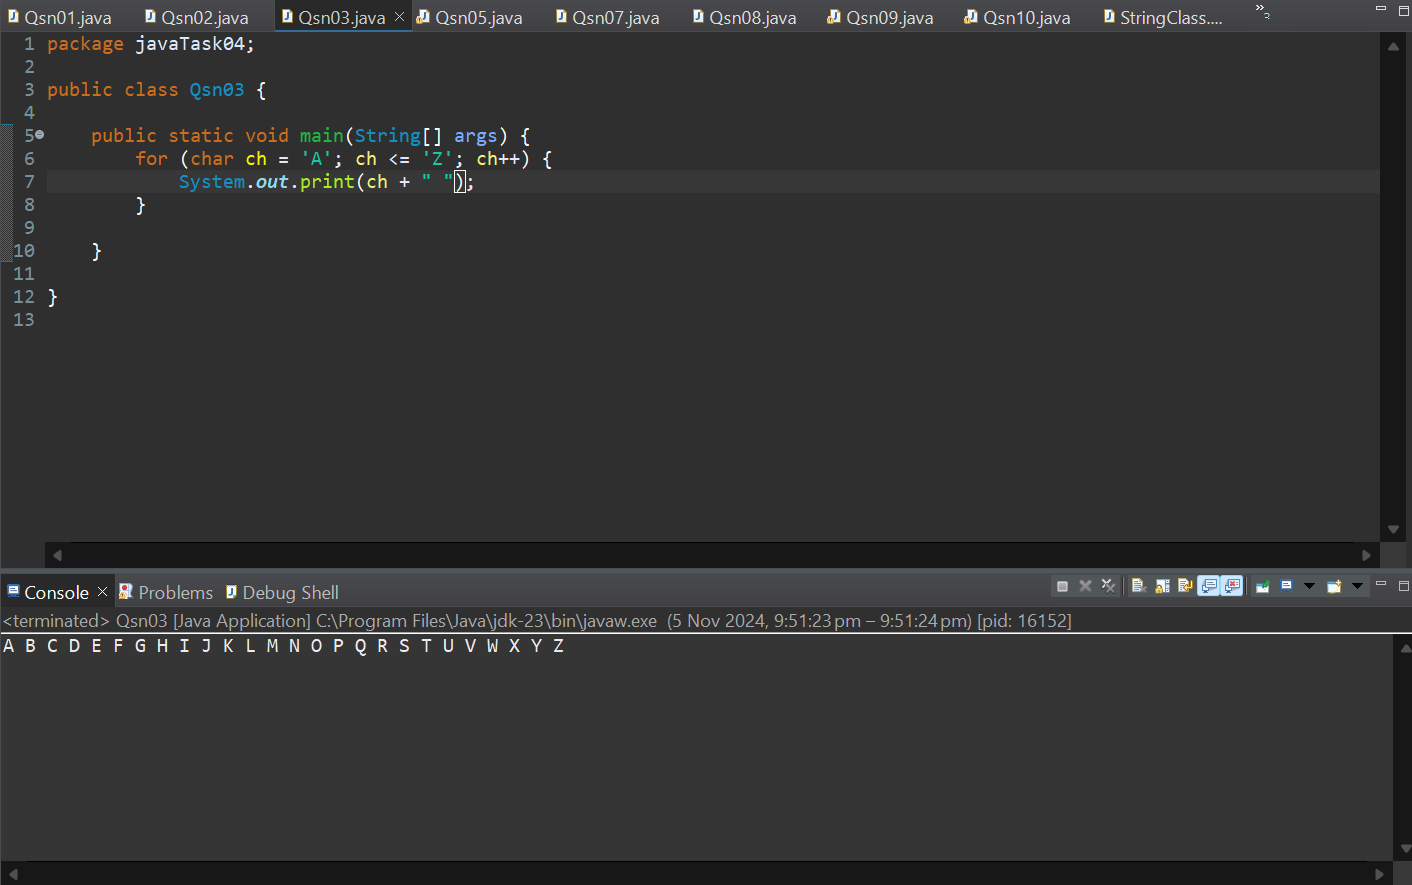 Qsn01.java Qsn02.java Qsn03.java Qsn05.java Qsn07.java Qsn08.java Qsn09.java Qsn10.java StringClass.... »2
1 package javaTask04;
2
3 public class Qsn03 {
4
5 public static void main(String[] args) {
6 for (char ch = 'A'; ch <= 'Z'; ch++) {
7 System.out.print(ch + " ");
8 }
9
10 }
11
12 }
13
Console Problems Debug Shell
<terminated> Qsn03 [Java Application] C:\Program Files\Java\jdk-23\bin\javaw.exe (5 Nov 2024, 9:51:23 pm – 9:51:24 pm) [pid: 16152]
A B C D E F G H I J K L M N O P Q R S T U V W X Y Z